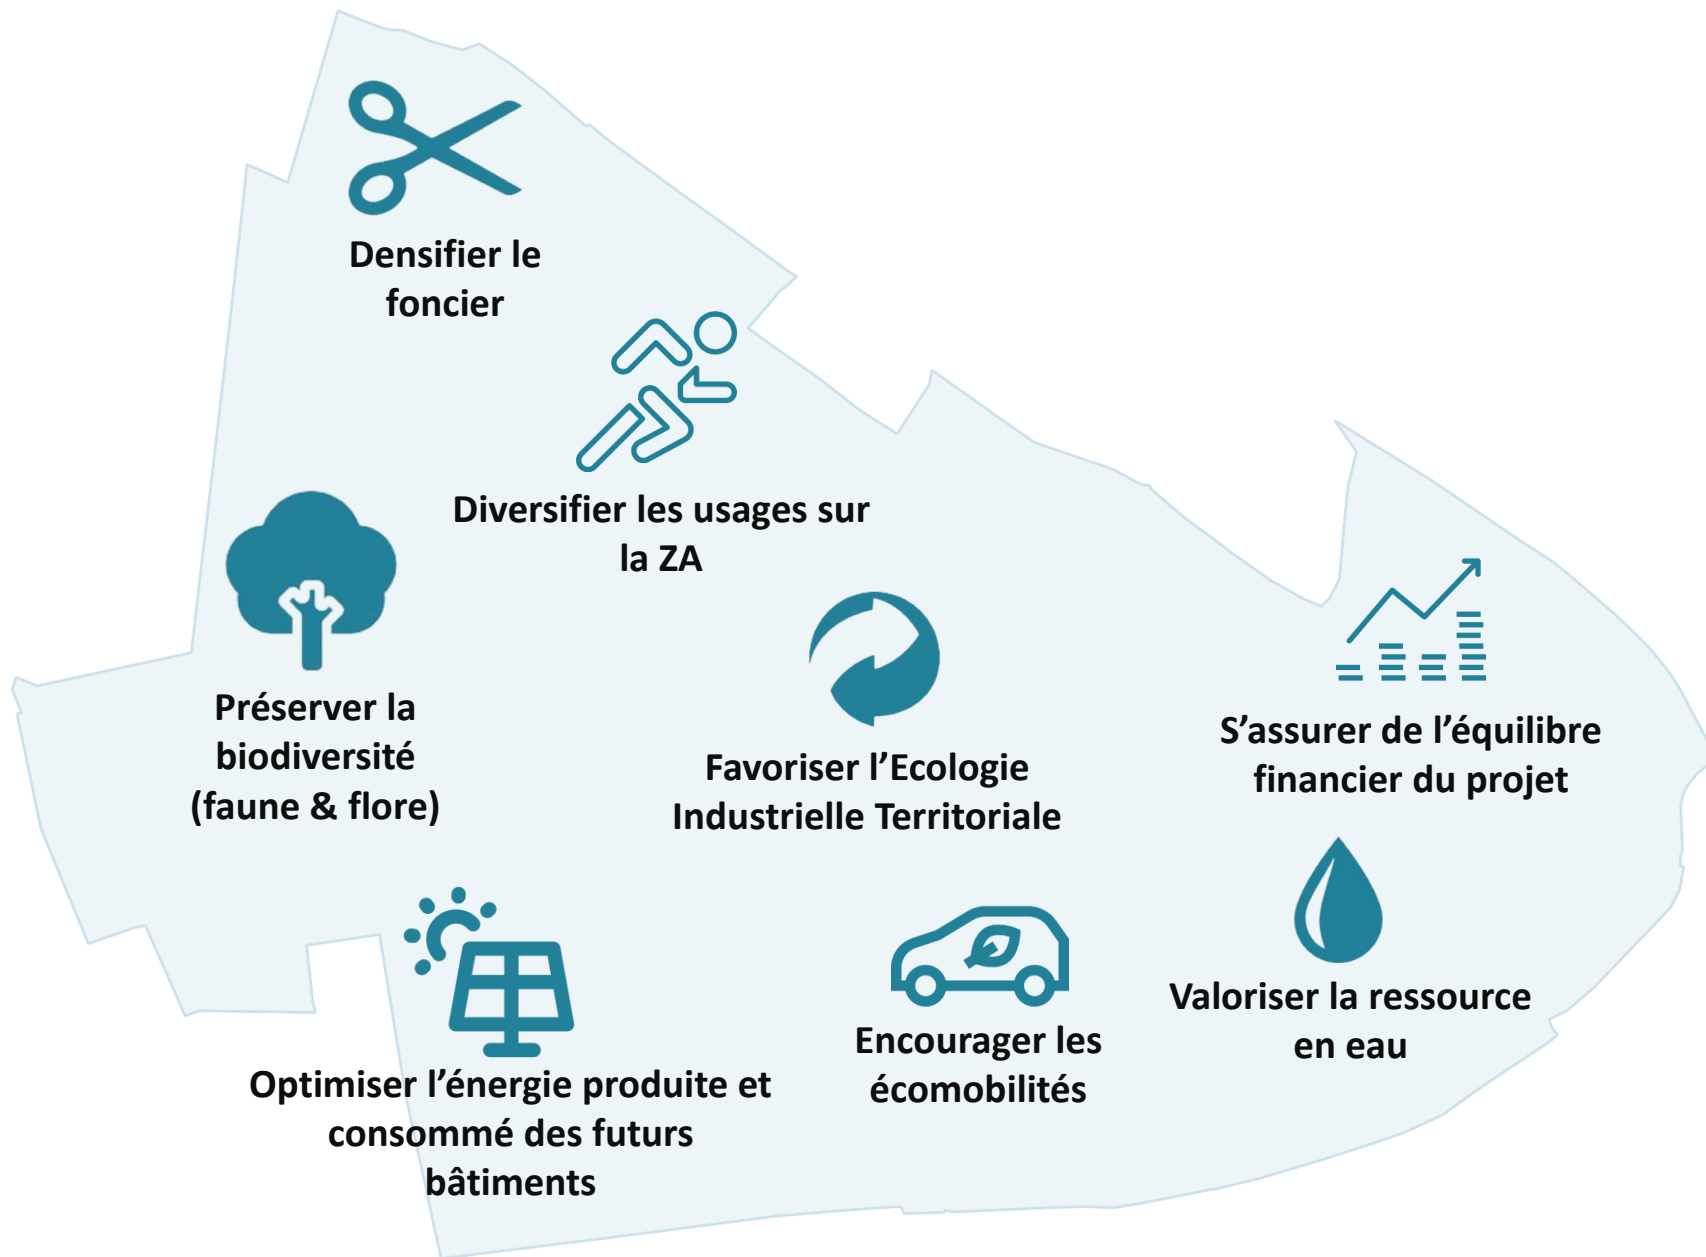 Densifier le
foncier
Diversifier les usages sur
la ZA
Préserver la
biodiversité
(faune & flore)
Favoriser l’Ecologie
Industrielle Territoriale
S’assurer de l’équilibre
financier du projet
Optimiser l’énergie produite et
consommé des futurs
bâtiments
Encourager les
écomobilités
Valoriser la ressource
en eau